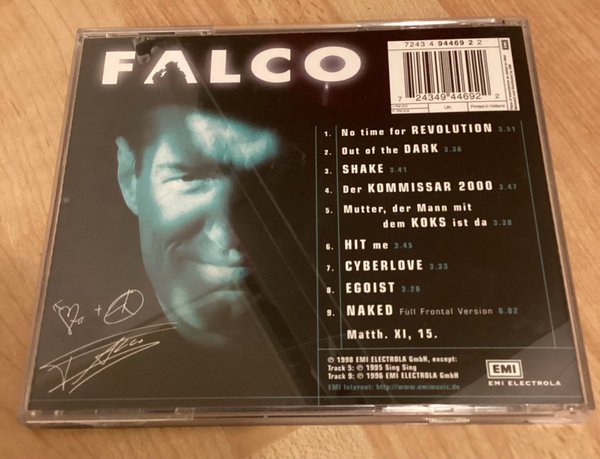 FALCO
7243 4 94469 2 2
7 24349 44692 2
UK:
Printed in Holland
1. No time for REVOLUTION 3.51
2. Out of the DARK 3.36
3. SHAKE 3.41
4. Der KOMMISSAR 2000 3.47
5. Mutter, der Mann mit
dem KOKS ist da 3.38
6. HIT me 3.45
7. CYBERLOVE 3.33
8. EGOIST 3.26
9. NAKED Full Frontal Version 6.02
Matth. XI, 15.
℗ 1998 EMI ELECTROLA GmbH, except:
Track 5: ℗ 1995 Sing Sing
Track 9: ℗ 1996 EMI ELECTROLA GmbH
EMI Internet: http://www.emimusic.de
EMI
EMI ELECTROLA